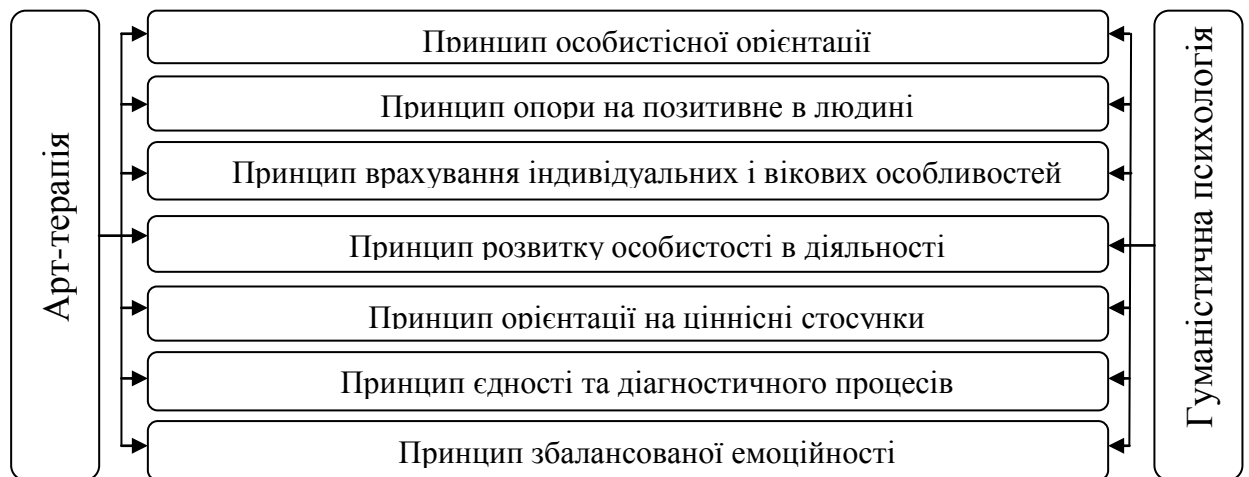 Арт-терапія
Принцип особистісної орієнтації
Принцип опори на позитивне в людині
Принцип врахування індивідуальних і вікових особливостей
Принцип розвитку особистості в діяльності
Принцип орієнтації на ціннісні стосунки
Принцип єдності та діагностичного процесів
Принцип збалансованої емоційності
Гуманістична психологія